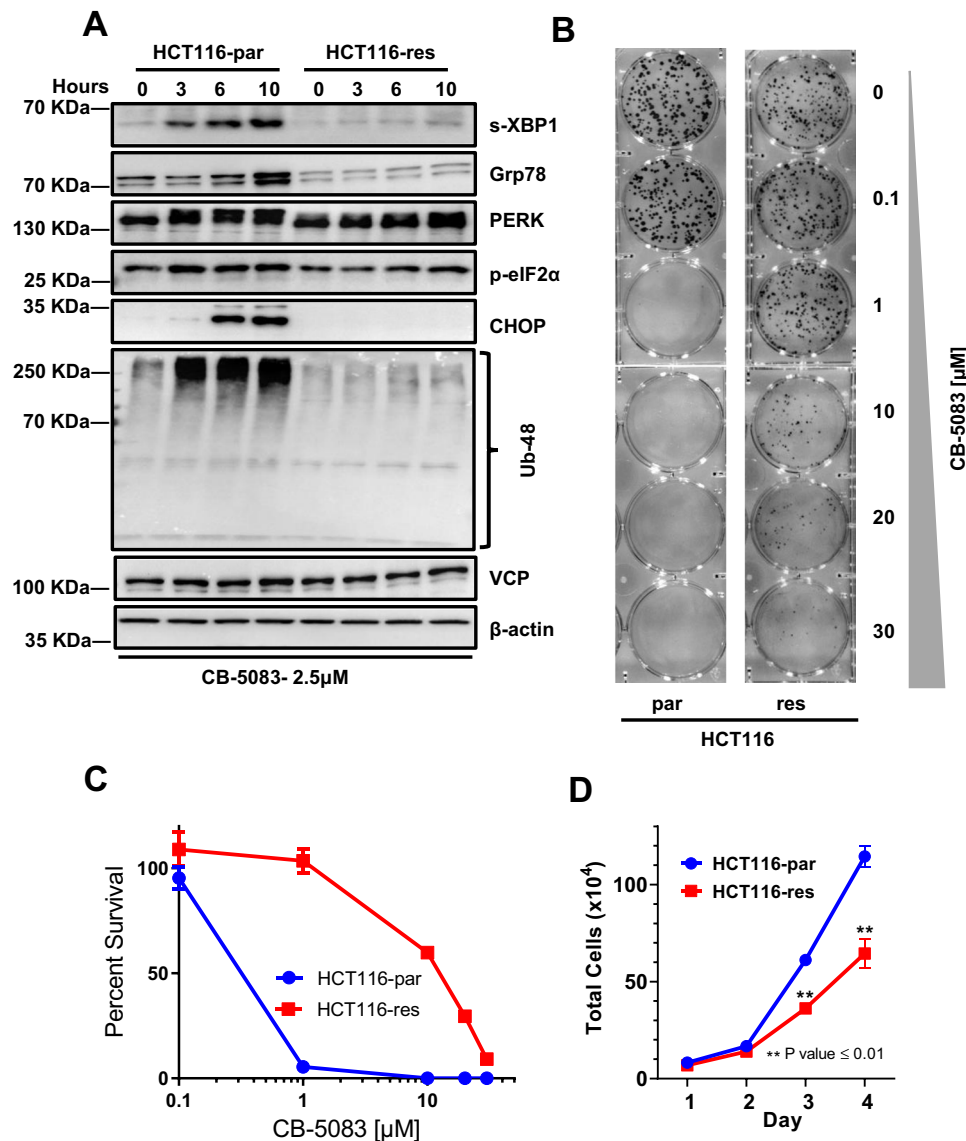 A
HCT116-par HCT116-res
Hours 0 3 6 10 0 3 6 10
70 KDa
s-XBP1
Grp78
70 KDa
PERK
130 KDa
p-eIF2α
25 KDa
35 KDa
CHOP
250 KDa
70 KDa
Ub-48
VCP
100 KDa
β-actin
35 KDa
CB-5083- 2.5μM
B
0
0.1
1
10
20
30
CB-5083 [μM]
par res
HCT116
C
100
50
0
Percent Survival
HCT116-par
HCT116-res
0.1 1 10
CB-5083 [μM]
D
100
50
0
Total Cells (x10⁴)
HCT116-par
HCT116-res
**
**
** P value ≤ 0.01
1 2 3 4
Day